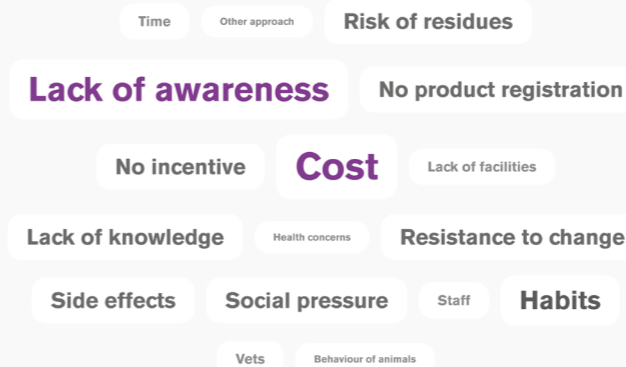 Time Other approach Risk of residues
Lack of awareness No product registration
No incentive Cost Lack of facilities
Lack of knowledge Health concerns Resistance to change
Side effects Social pressure Staff Habits
Vets Behaviour of animals